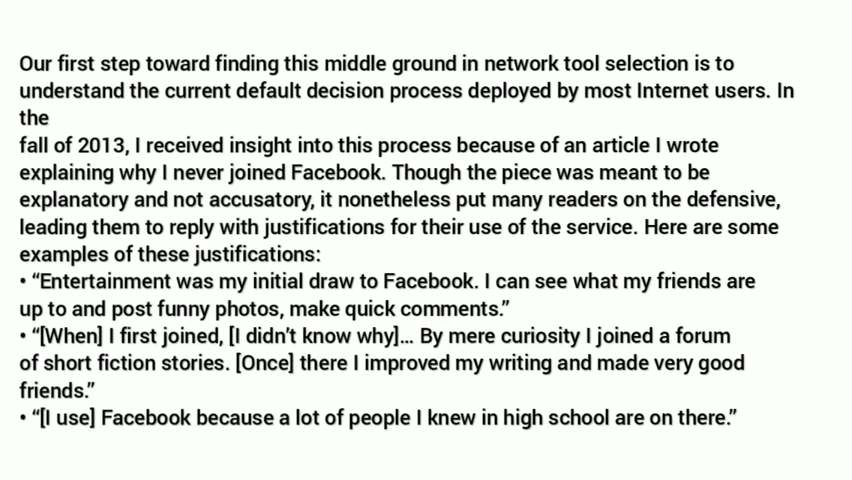 Our first step toward finding this middle ground in network tool selection is to
understand the current default decision process deployed by most Internet users. In
the
fall of 2013, I received insight into this process because of an article I wrote
explaining why I never joined Facebook. Though the piece was meant to be
explanatory and not accusatory, it nonetheless put many readers on the defensive,
leading them to reply with justifications for their use of the service. Here are some
examples of these justifications:
• “Entertainment was my initial draw to Facebook. I can see what my friends are
up to and post funny photos, make quick comments.”
• “[When] I first joined, [I didn’t know why]… By mere curiosity I joined a forum
of short fiction stories. [Once] there I improved my writing and made very good
friends.”
• “[I use] Facebook because a lot of people I knew in high school are on there.”